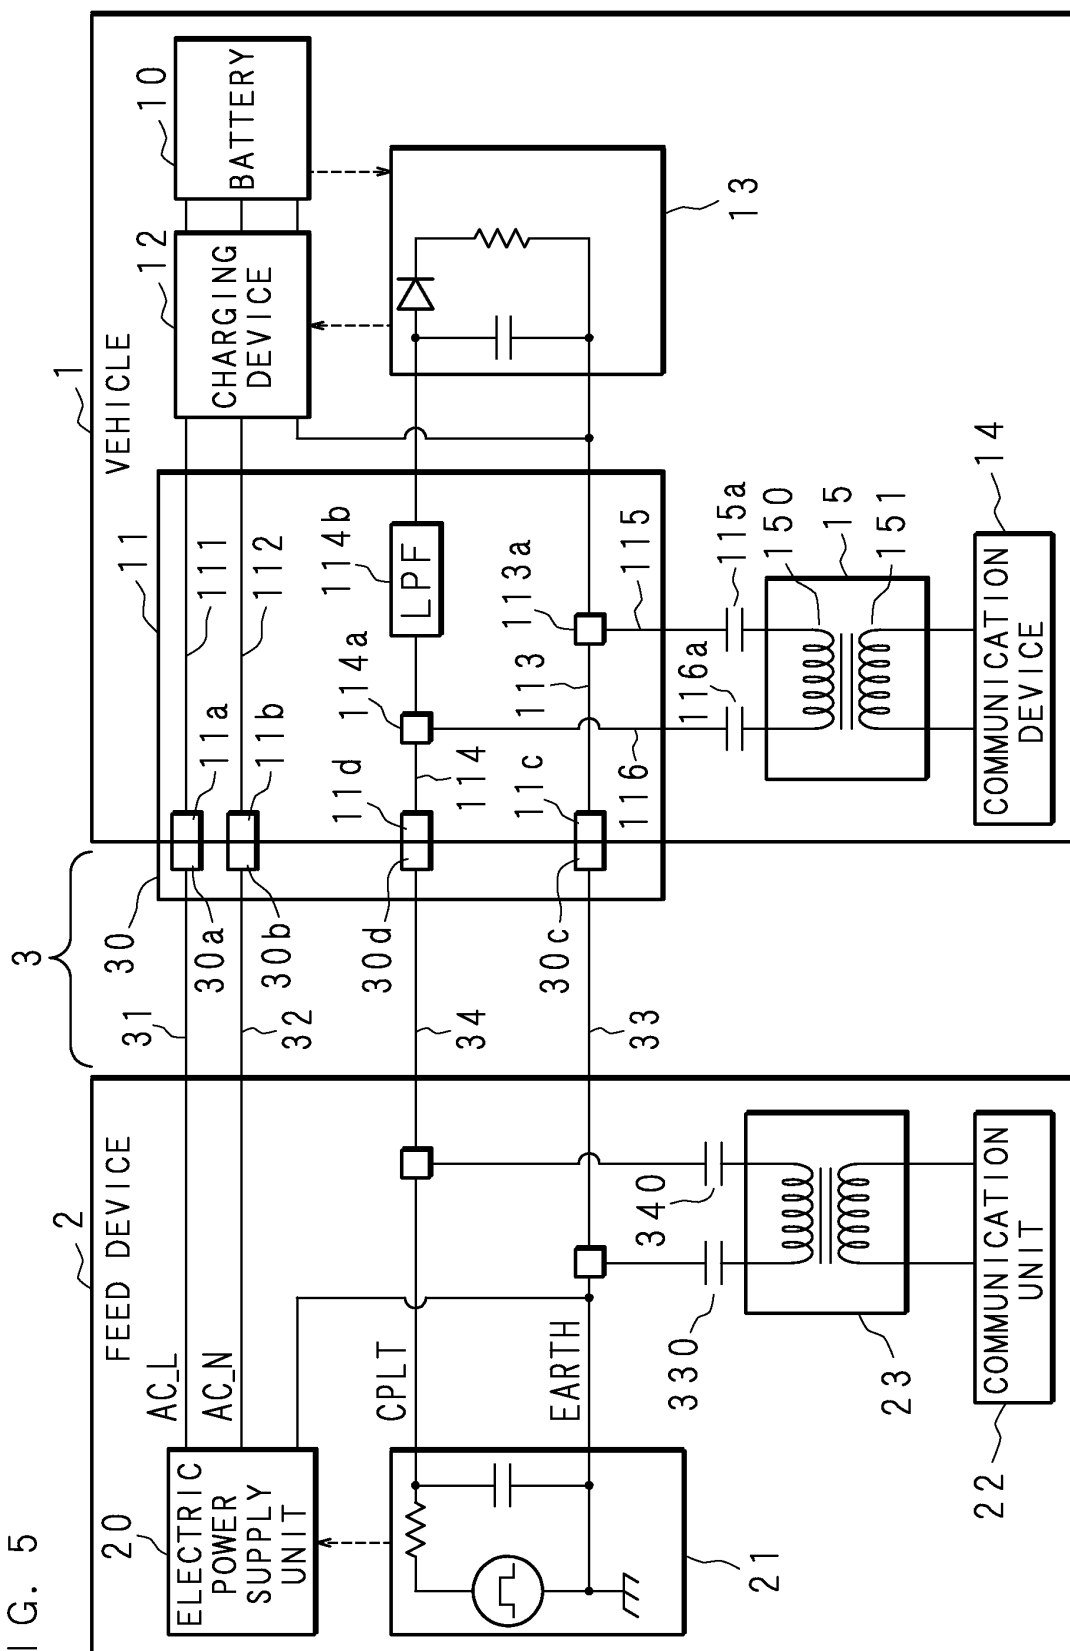 IG. 5
2
FEED DEVICE
3
1
VEHICLE
20
ELECTRIC
POWER
SUPPLY
UNIT
AC_L
AC_N
31
32
30
30a
30b
11
11a
11b
111
112
12
CHARGING
DEVICE
10
BATTERY
CPLT
EARTH
34
33
30d
30c
11d
11c
114
114a
114b
LPF
113
113a
13
21
330
340
23
22
COMMUNICATION
UNIT
116
115
116a
115a
150
15
151
14
COMMUNICATION
DEVICE